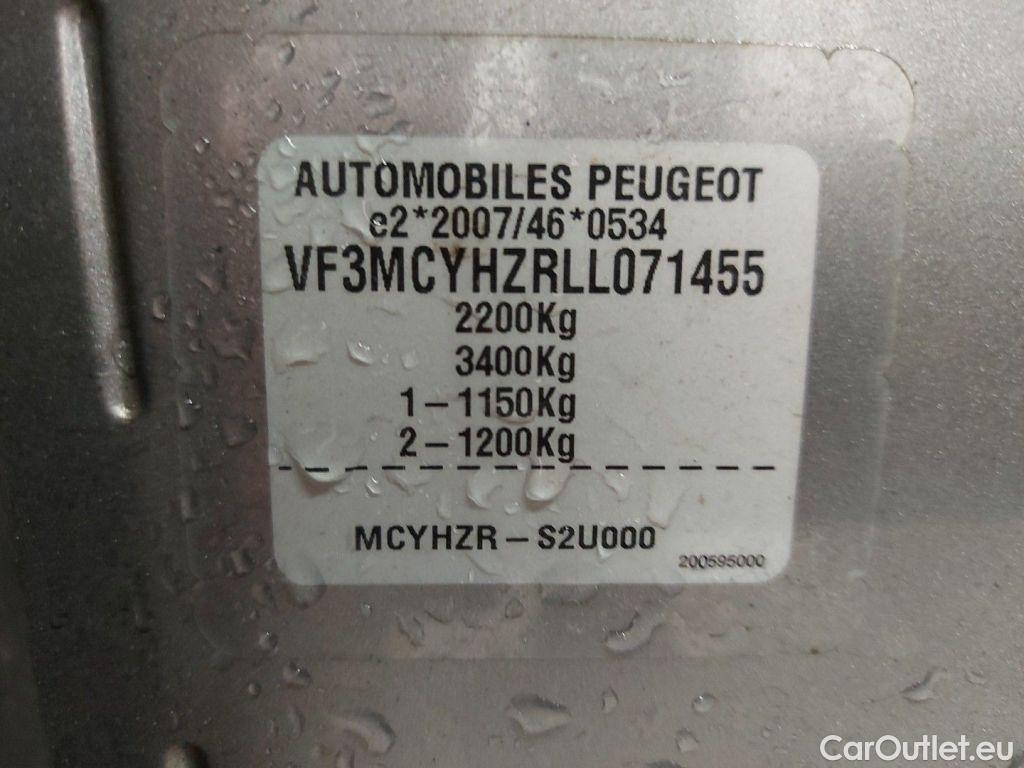 AUTOMOBILES PEUGEOT
e2*2007/46*0534
VF3MCYHZRLL071455
2200Kg
3400Kg
1-1150Kg
2-1200Kg
MCYHZR-S2U000
200595000
CarOutlet.eu